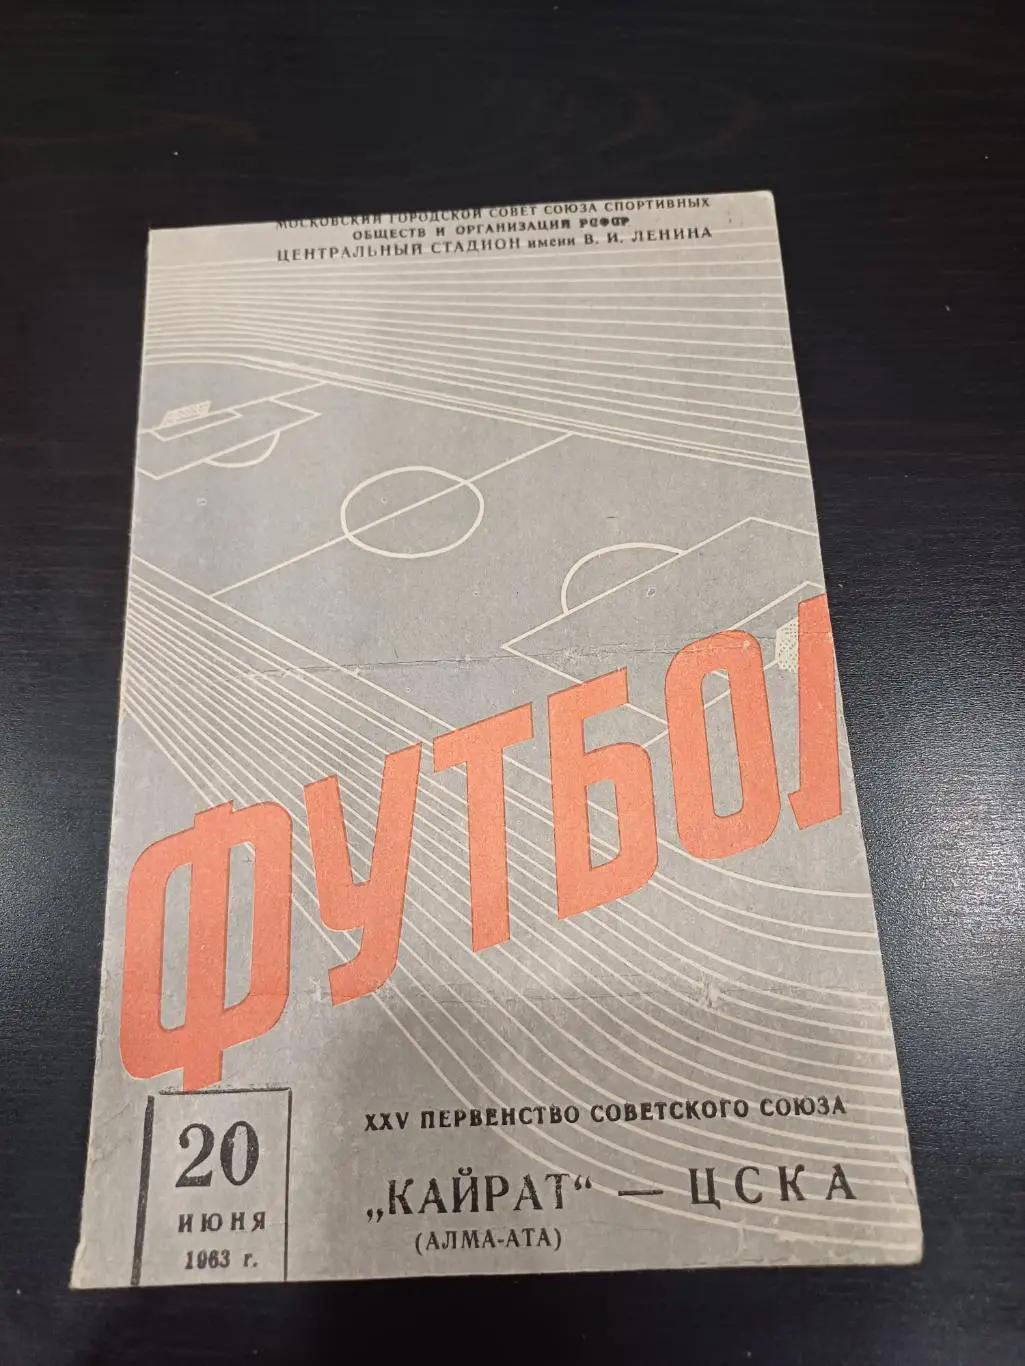 МОСКОВСКИЙ ГОРОДСКОЙ СОВЕТ СОЮЗА СПОРТИВНЫХ
ОБЩЕСТВ И ОРГАНИЗАЦИЙ РСФСР
ЦЕНТРАЛЬНЫЙ СТАДИОН имени В. И. ЛЕНИНА
ФУТБОЛ
XXV ПЕРВЕНСТВО СОВЕТСКОГО СОЮЗА
20
ИЮНЯ
1963 г.
„КАЙРАТ“ — ЦСКА
(АЛМА-АТА)